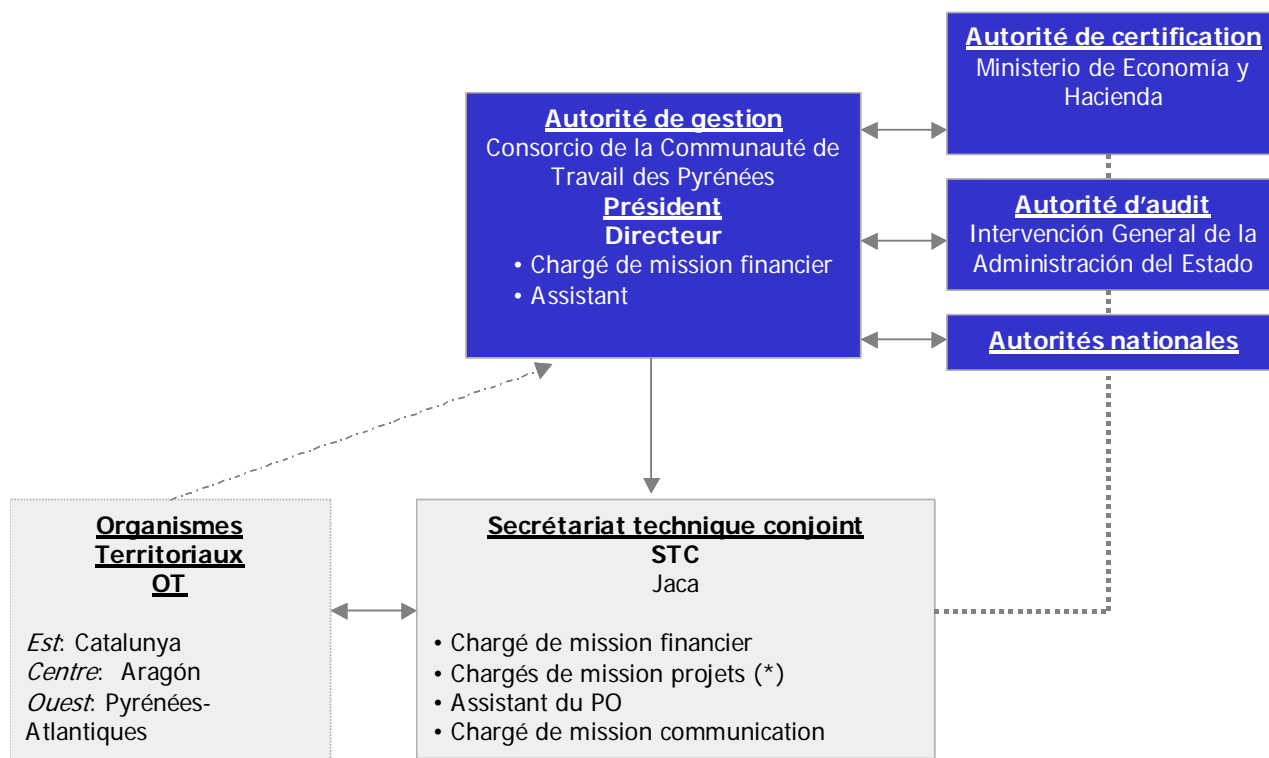 Autorité de certification
Ministerio de Economía y
Hacienda
Autorité de gestion
Consorcio de la Communauté de
Travail des Pyrénées
Président
Directeur
• Chargé de mission financier
• Assistant
Autorité d'audit
Intervención General de la
Administración del Estado
Autorités nationales
Organismes
Territoriaux
OT
Est: Catalunya
Centre: Aragón
Ouest: Pyrénées-
Atlantiques
Secrétariat technique conjoint
STC
Jaca
• Chargé de mission financier
• Chargés de mission projets (*)
• Assistant du PO
• Chargé de mission communication